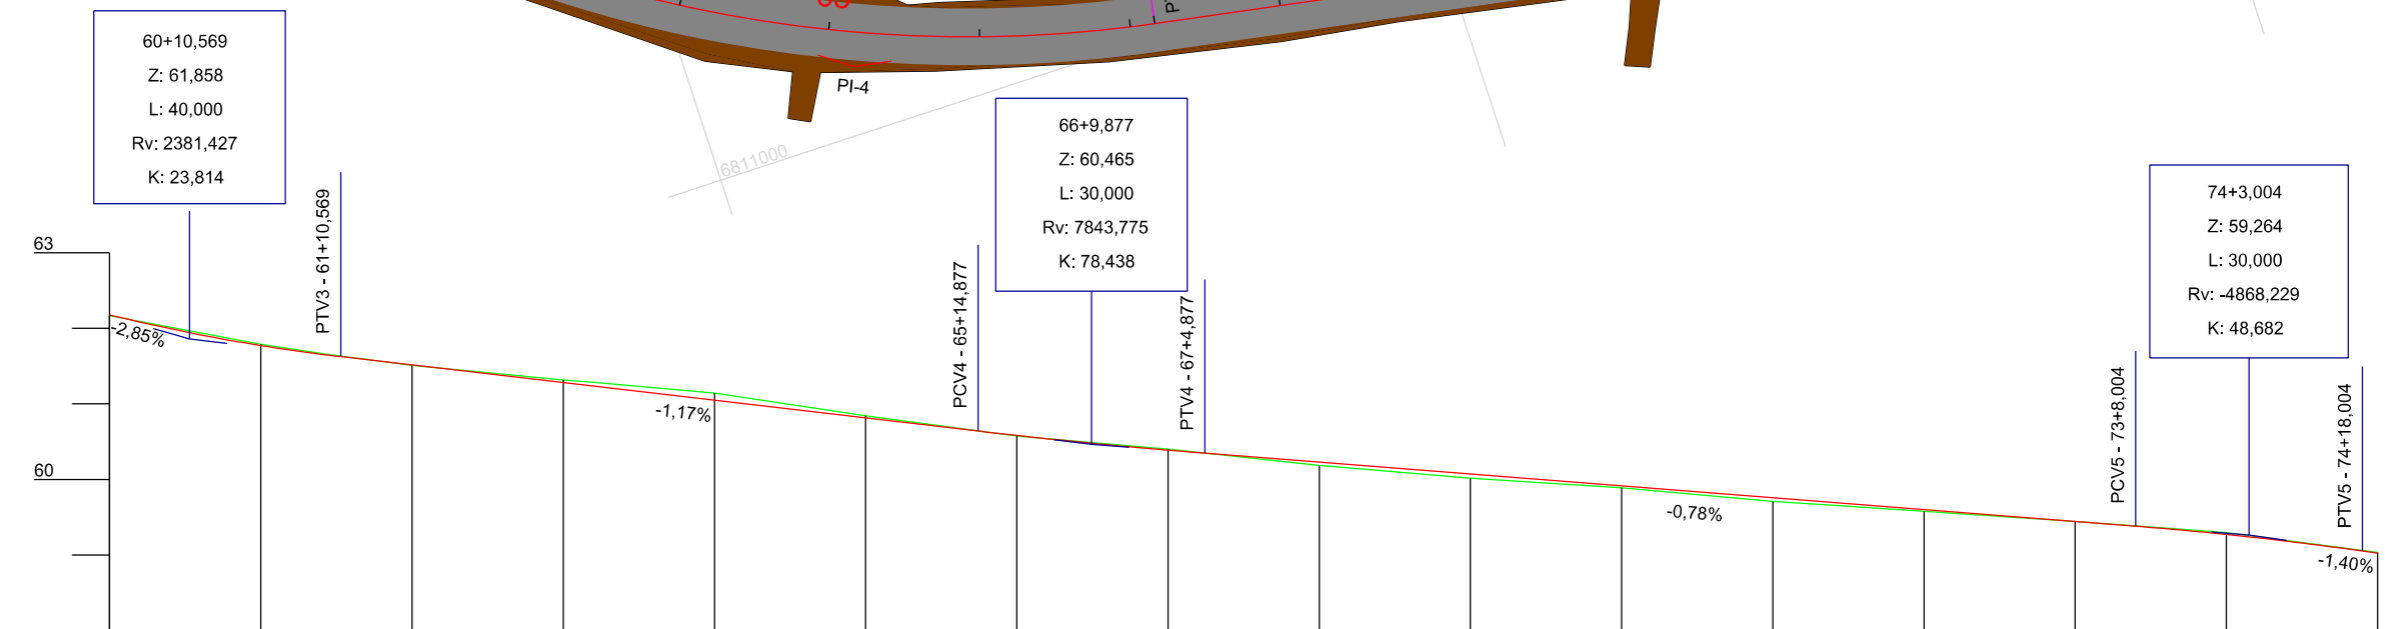 60+10,569
Z: 61,858
L: 40,000
Rv: 2381,427
K: 23,814
PI-4
6811000
66+9,877
Z: 60,465
L: 30,000
Rv: 7843,775
K: 78,438
74+3,004
Z: 59,264
L: 30,000
Rv: -4868,229
K: 48,682
63
60
PTV3 - 61+10,569
PCV4 - 65+14,877
PTV4 - 67+4,877
PCV5 - 73+8,004
PTV5 - 74+18,004
-2,85%
-1,17%
-0,78%
-1,40%